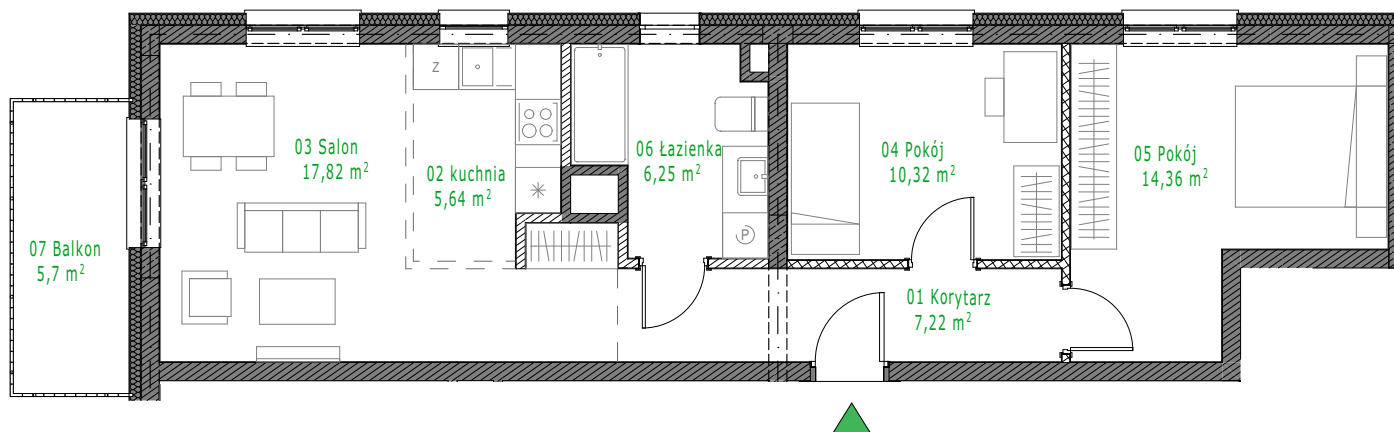 Z
03 Salon
17,82 m²
02 kuchnia
5,64 m²
06 Łazienka
6,25 m²
04 Pokój
10,32 m²
05 Pokój
14,36 m²
07 Balkon
5,7 m²
P
01 Korytarz
7,22 m²